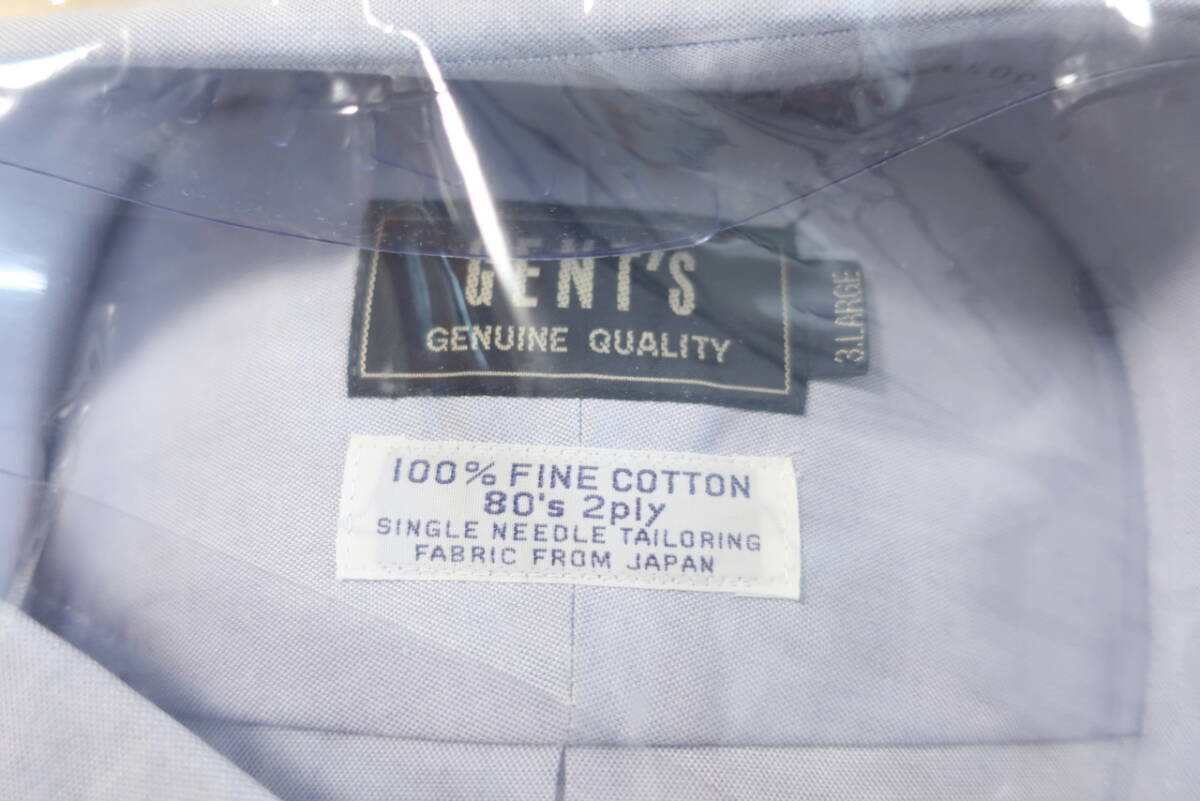 GENT'S
GENUINE QUALITY
3.LARGE
100% FINE COTTON
80's 2ply
SINGLE NEEDLE TAILORING
FABRIC FROM JAPAN